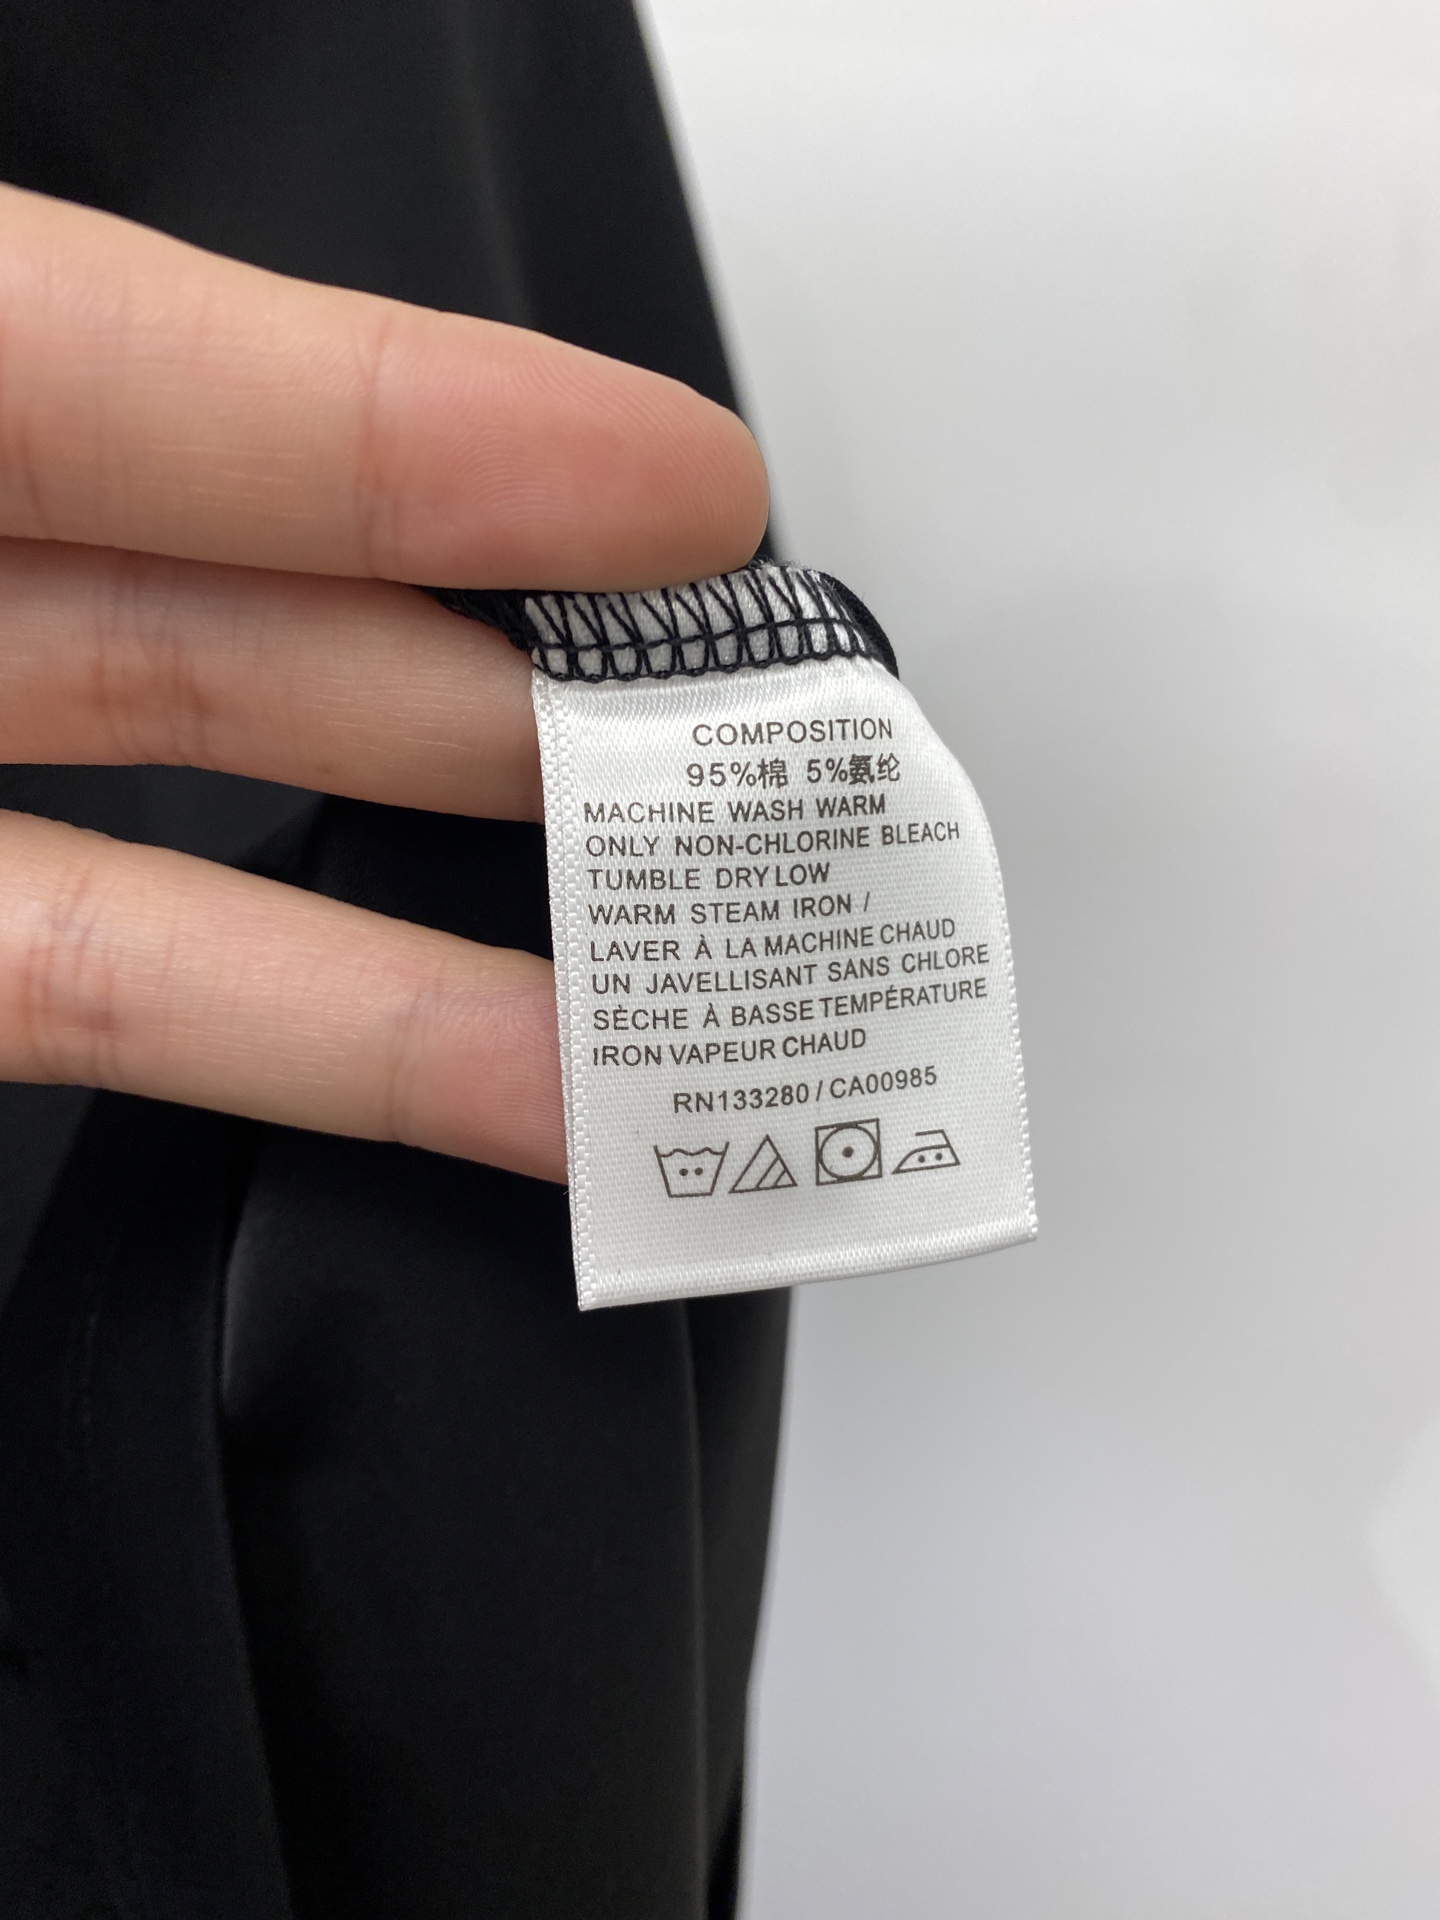 COMPOSITION
95%棉 5%氨纶
MACHINE WASH WARM
ONLY NON-CHLORINE BLEACH
TUMBLE DRY LOW
WARM STEAM IRON /
LAVER À LA MACHINE CHAUD
UN JAVELLISANT SANS CHLORE
SÈCHE À BASSE TEMPÉRATURE
IRON VAPEUR CHAUD
RN133280 / CA00985